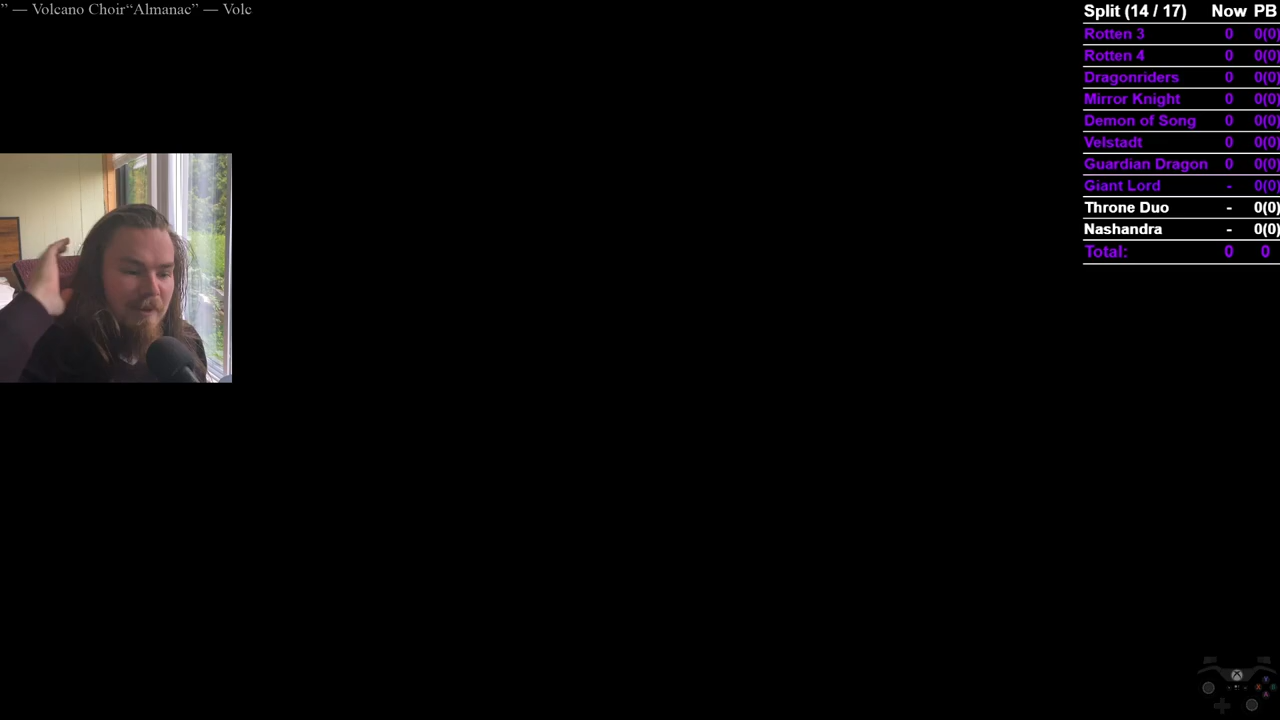 ” — Volcano Choir“Almanac” — Volc
Split (14 / 17) Now PB
Rotten 3 0 0(0)
Rotten 4 0 0(0)
Dragonriders 0 0(0)
Mirror Knight 0 0(0)
Demon of Song 0 0(0)
Velstadt 0 0(0)
Guardian Dragon 0 0(0)
Giant Lord - 0(0)
Throne Duo - 0(0)
Nashandra - 0(0)
Total: 0 0